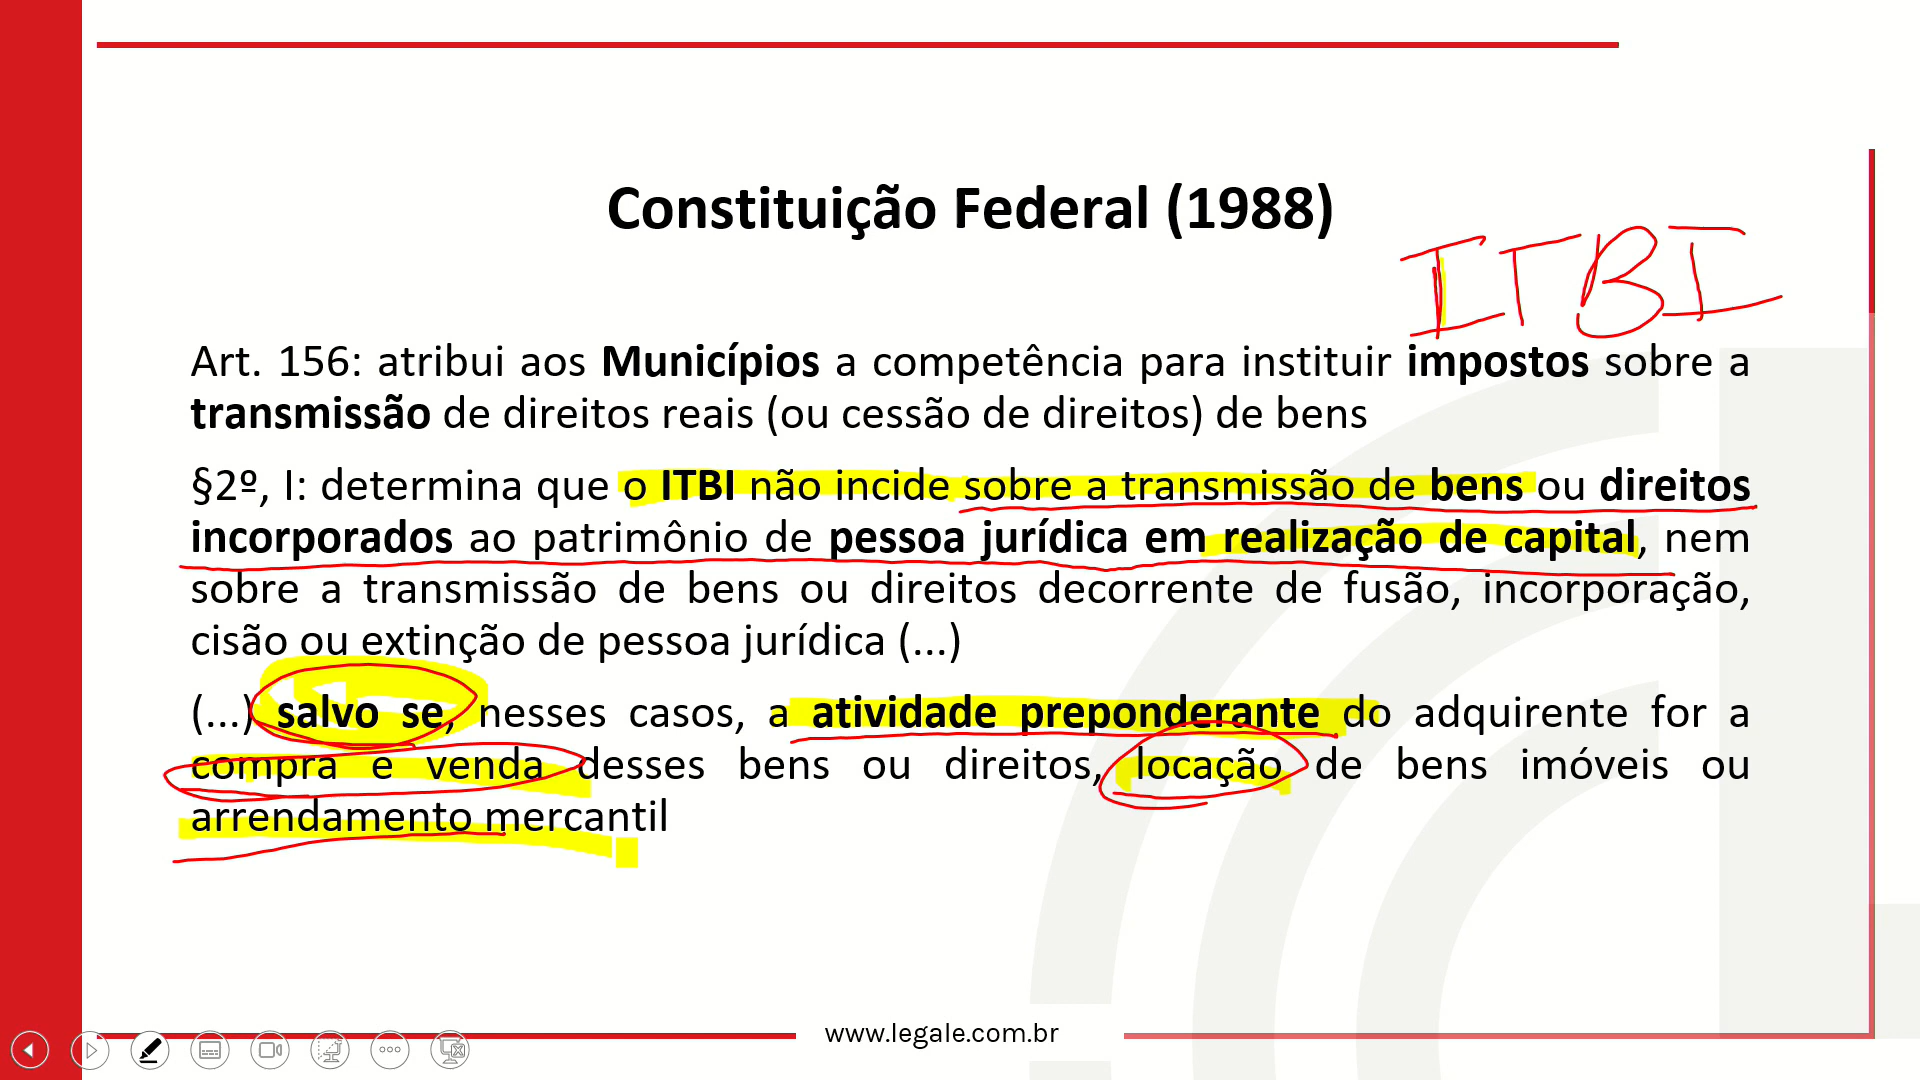 Constituição Federal (1988)
ITBI
Art. 156: atribui aos Municípios a competência para instituir impostos sobre a
transmissão de direitos reais (ou cessão de direitos) de bens
§2º, I: determina que o ITBI não incide sobre a transmissão de bens ou direitos
incorporados ao patrimônio de pessoa jurídica em realização de capital, nem
sobre a transmissão de bens ou direitos decorrente de fusão, incorporação,
cisão ou extinção de pessoa jurídica (...)
(...) salvo se, nesses casos, a atividade preponderante do adquirente for a
compra e venda desses bens ou direitos, locação de bens imóveis ou
arrendamento mercantil
www.legale.com.br